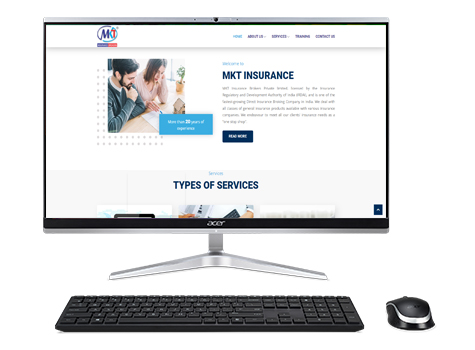 MKT
HOME ABOUT US SERVICES TRAINING CONTACT US
Welcome to
MKT INSURANCE
MKT Insurance Brokers Private limited, licensed by the Insurance
Regulatory and Development Authority of India (IRDAI), and is one of the
fastest-growing Direct Insurance Broking Company in India. We deal with
all classes of general insurance products available with various insurance
companies. We endeavour to meet all our clients' insurance needs as a
"one stop shop".
More than 20 years of
experience
READ MORE
Services
TYPES OF SERVICES
acer